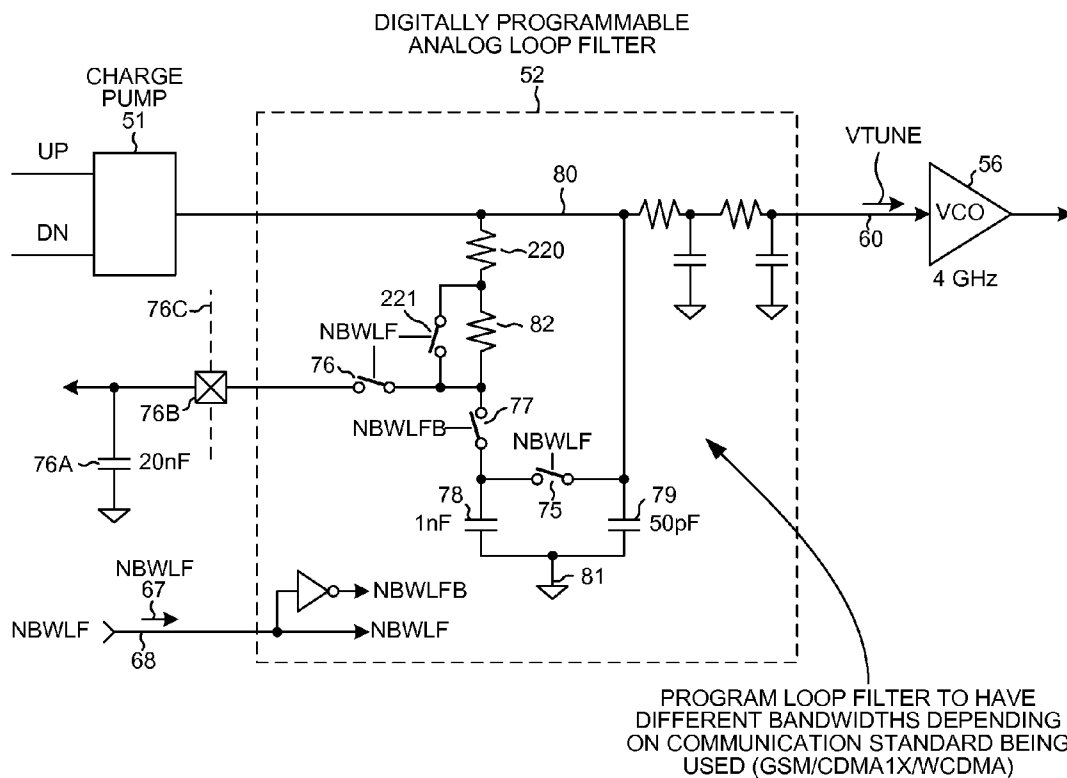 DIGITALLY PROGRAMMABLE
ANALOG LOOP FILTER
52
CHARGE
PUMP
51
UP
DN
80
VTUNE
56
VCO
60
4 GHz
220
76C
221
82
NBWLF
76
76B
77
NBWLFB
NBWLF
76A
20nF
78
1nF
75
79
50pF
81
NBWLF
67
NBWLFB
NBWLF
NBWLF
68
PROGRAM LOOP FILTER TO HAVE
DIFFERENT BANDWIDTHS DEPENDING
ON COMMUNICATION STANDARD BEING
USED (GSM/CDMA1X/WCDMA)